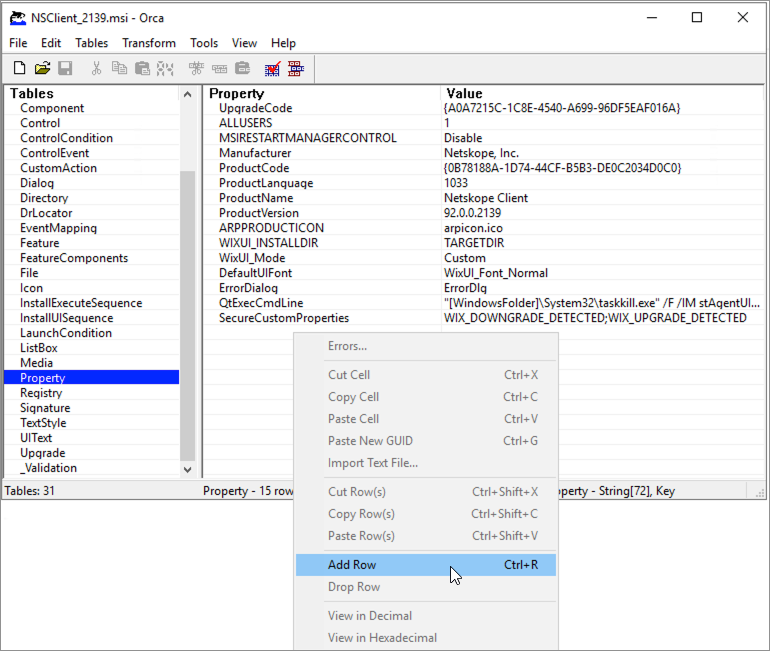 NSClient_2139.msi - Orca
File Edit Tables Transform Tools View Help
Tables
Component
Control
ControlCondition
ControlEvent
CustomAction
Dialog
Directory
DrLocator
EventMapping
Feature
FeatureComponents
File
Icon
InstallExecuteSequence
InstallUISequence
LaunchCondition
ListBox
Media
Property
Registry
Signature
TextStyle
UIText
Upgrade
_Validation
Property Value
UpgradeCode {A0A7215C-1C8E-4540-A699-96DF5EAF016A}
ALLUSERS 1
MSIRESTARTMANAGERCONTROL Disable
Manufacturer Netskope, Inc.
ProductCode {0B78188A-1D74-44CF-B5B3-DE0C2034D0C0}
ProductLanguage 1033
ProductName Netskope Client
ProductVersion 92.0.0.2139
ARPPRODUCTICON arpicon.ico
WIXUI_INSTALLDIR TARGETDIR
WixUI_Mode Custom
DefaultUIFont WixUI_Font_Normal
ErrorDialog ErrorDlg
QtExecCmdLine "[WindowsFolder]\System32\taskkill.exe" /F /IM stAgentUI...
SecureCustomProperties WIX_DOWNGRADE_DETECTED;WIX_UPGRADE_DETECTED
Errors...
Cut Cell Ctrl+X
Copy Cell Ctrl+C
Paste Cell Ctrl+V
Paste New GUID Ctrl+G
Import Text File...
Cut Row(s) Ctrl+Shift+X
Copy Row(s) Ctrl+Shift+C
Paste Row(s) Ctrl+Shift+V
Add Row Ctrl+R
Drop Row
View in Decimal
View in Hexadecimal
Tables: 31 Property - 15 row operty - String[72], Key